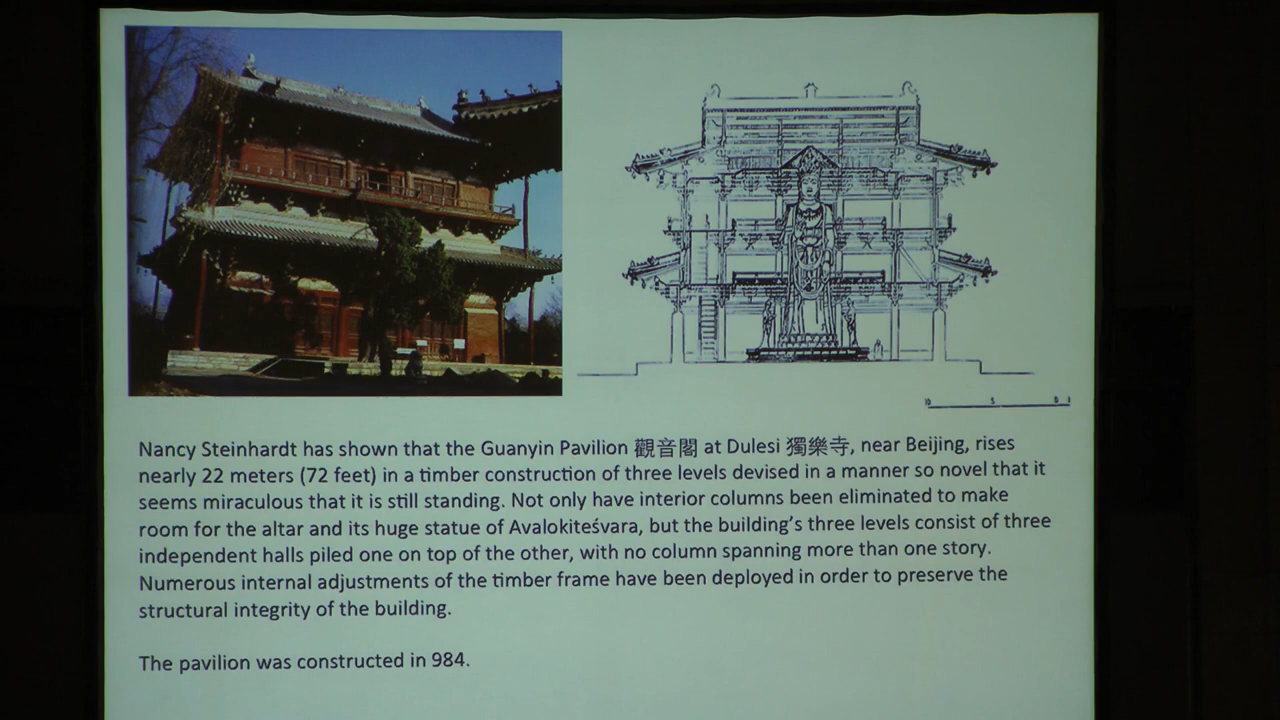 10 5 0 1
Nancy Steinhardt has shown that the Guanyin Pavilion 觀音閣 at Dulesi 獨樂寺, near Beijing, rises
nearly 22 meters (72 feet) in a timber construction of three levels devised in a manner so novel that it
seems miraculous that it is still standing. Not only have interior columns been eliminated to make
room for the altar and its huge statue of Avalokiteśvara, but the building's three levels consist of three
independent halls piled one on top of the other, with no column spanning more than one story.
Numerous internal adjustments of the timber frame have been deployed in order to preserve the
structural integrity of the building.
The pavilion was constructed in 984.